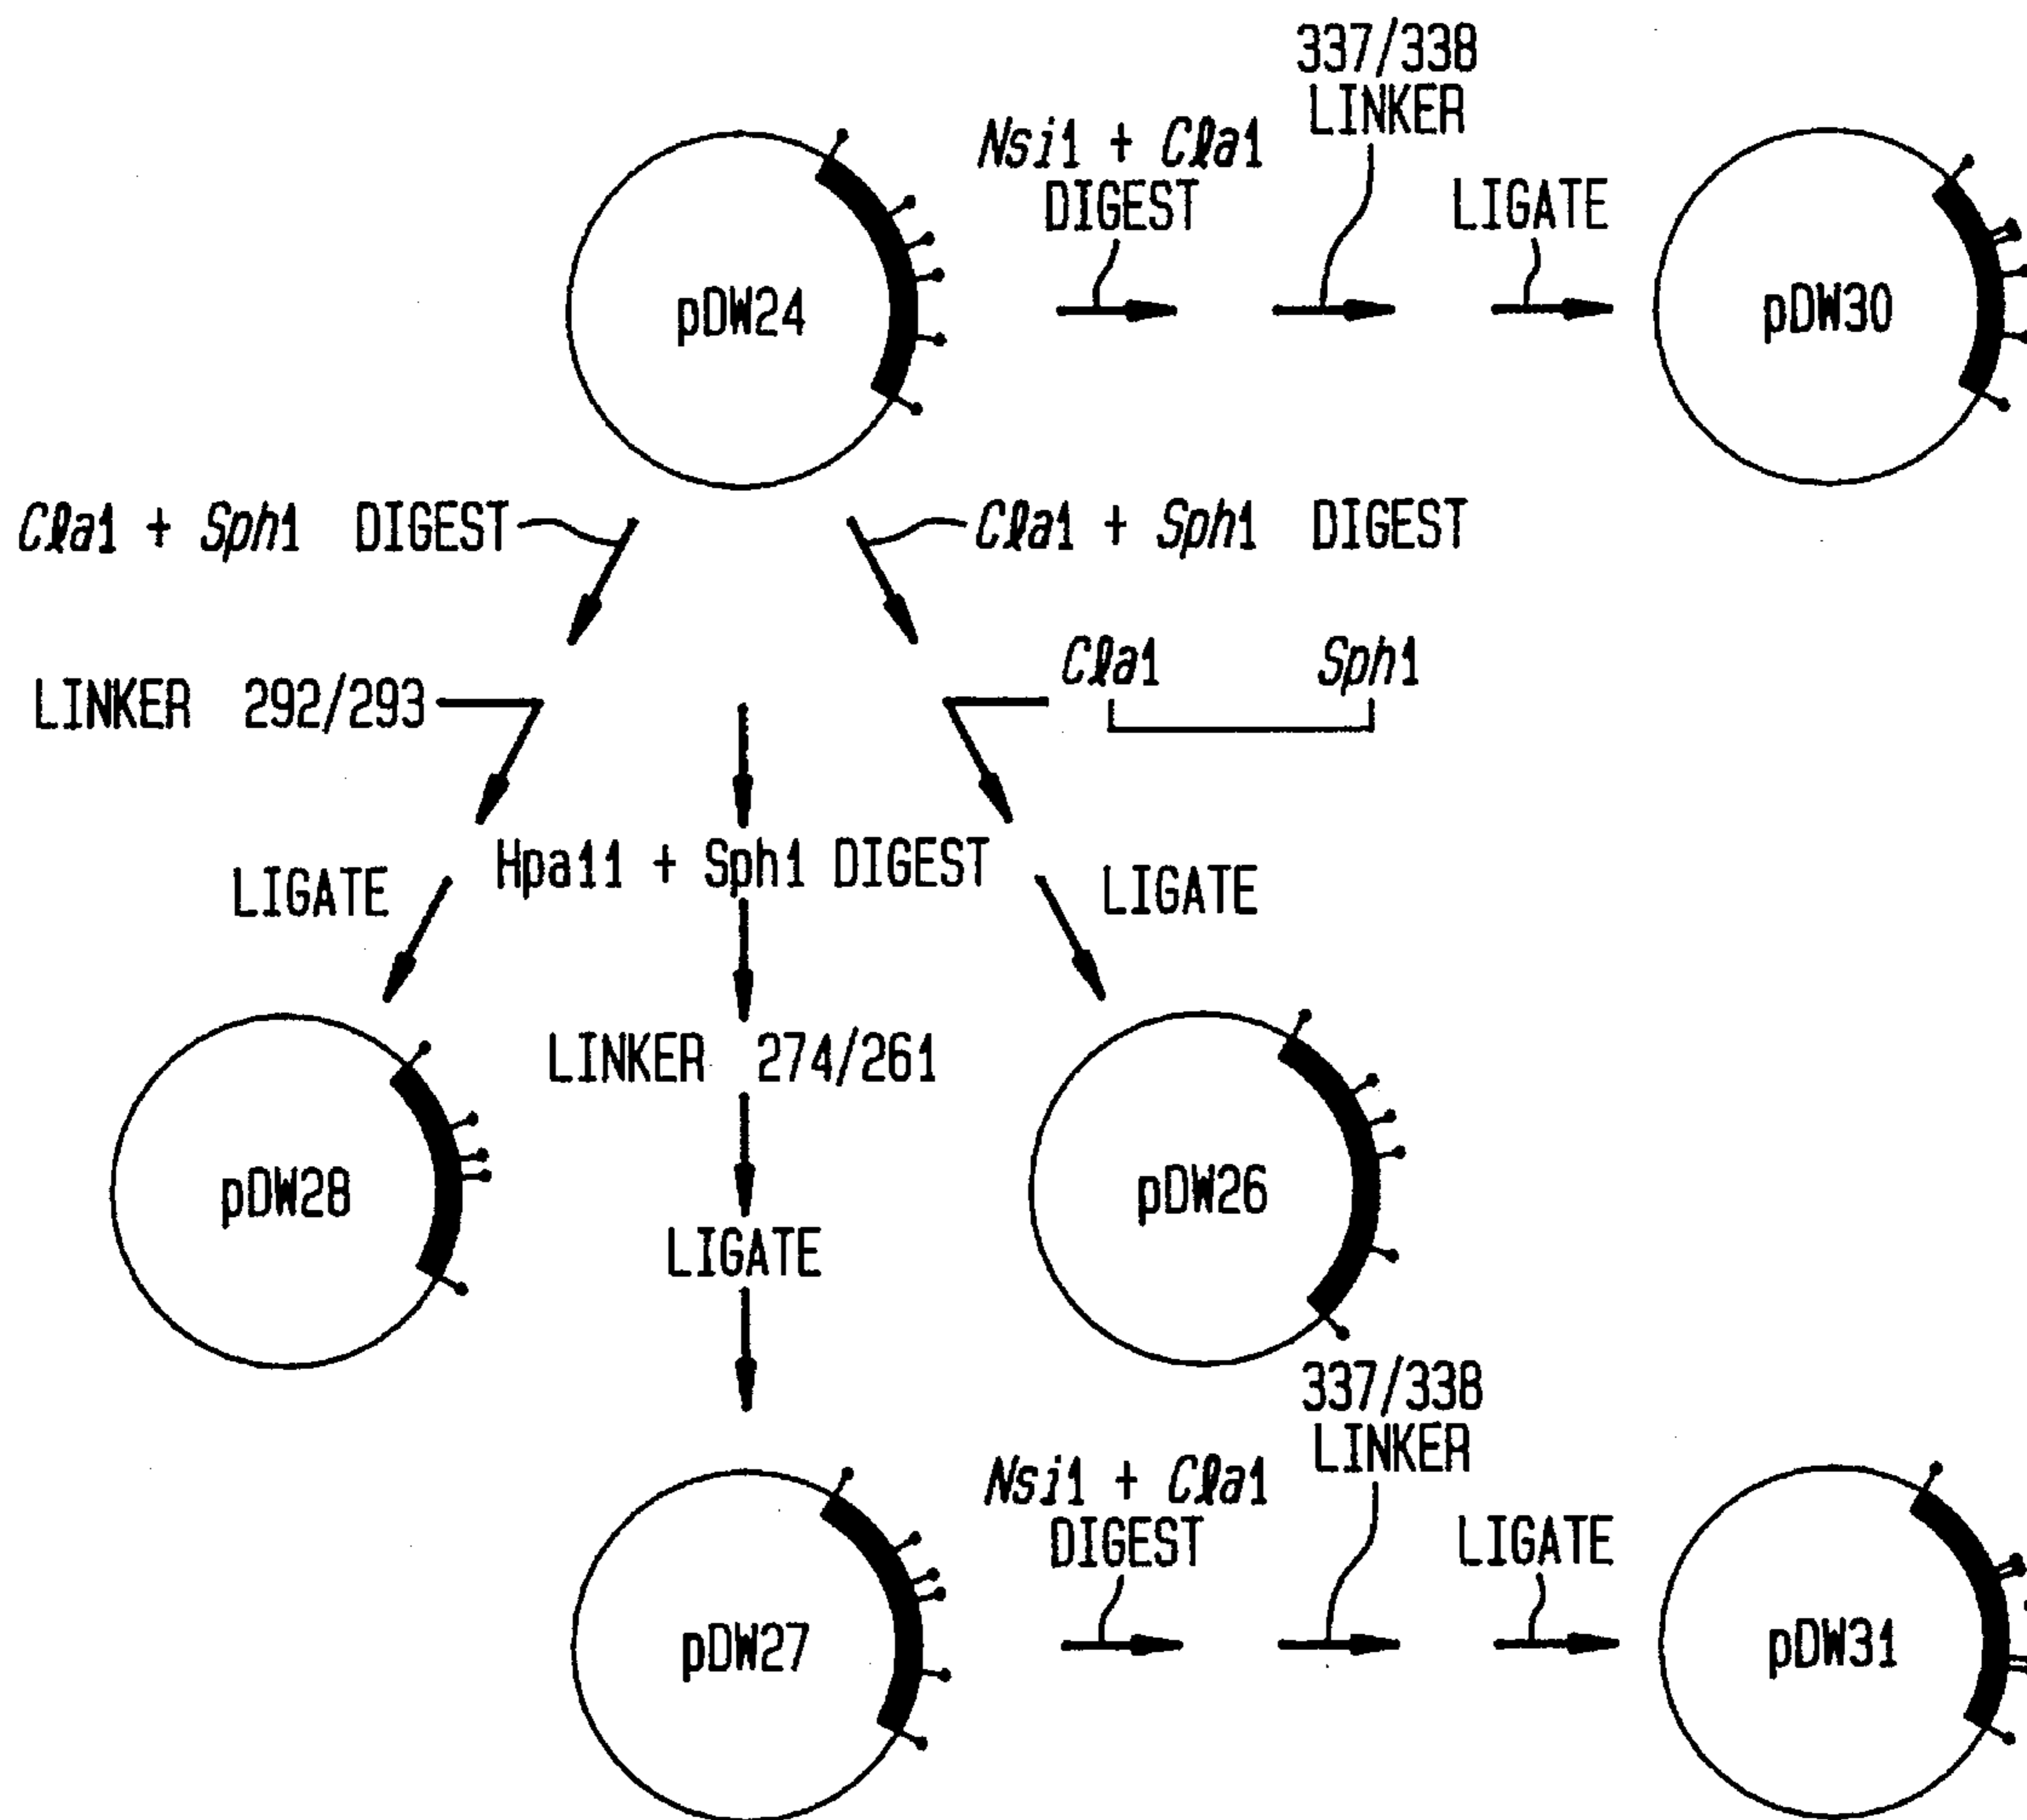 337/338
LINKER
Nsi1 + Cla1
DIGEST
LIGATE
pDW24
pDW30
Cla1 + Sph1 DIGEST
Cla1 + Sph1 DIGEST
Cla1 Sph1
LINKER 292/293
Hpa11 + Sph1 DIGEST
LIGATE
LIGATE
LINKER 274/261
pDW28
pDW26
LIGATE
337/338
LINKER
Nsi1 + Cla1
DIGEST
LIGATE
pDW27
pDW31